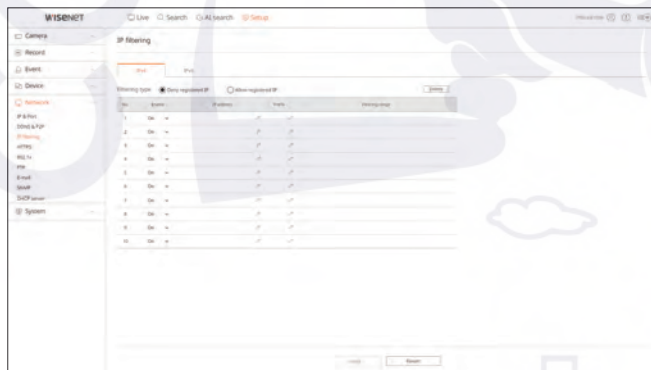 WISENET Live Search AI search Setup
Camera
Record
Event
Device
Network
IP & Port
DDNS & P2P
IP filtering
HTTPS
802.1x
FTP
E-mail
SNMP
DHCP server
System
IP filtering
IPv4 IPv6
Filtering type Deny registered IP Allow registered IP Delete
No. Enable IP address Prefix Filtering range
1 On
2 On
3 On
4 On
5 On
6 On
7 On
8 On
9 On
10 On
Revert